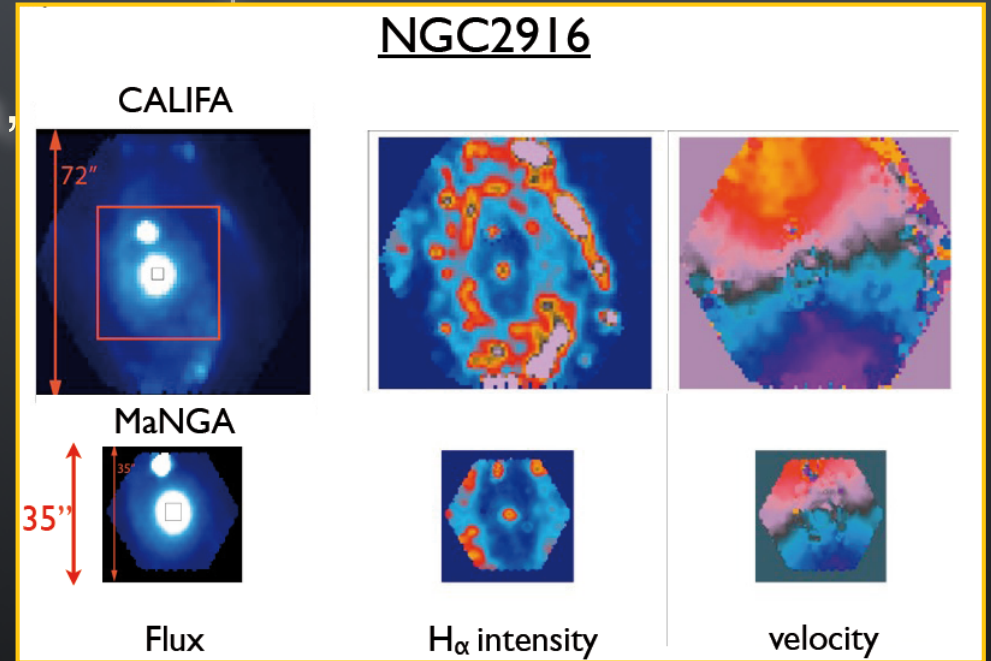 NGC2916
CALIFA
72"
MaNGA
35"
35''
Flux
Hα intensity
velocity